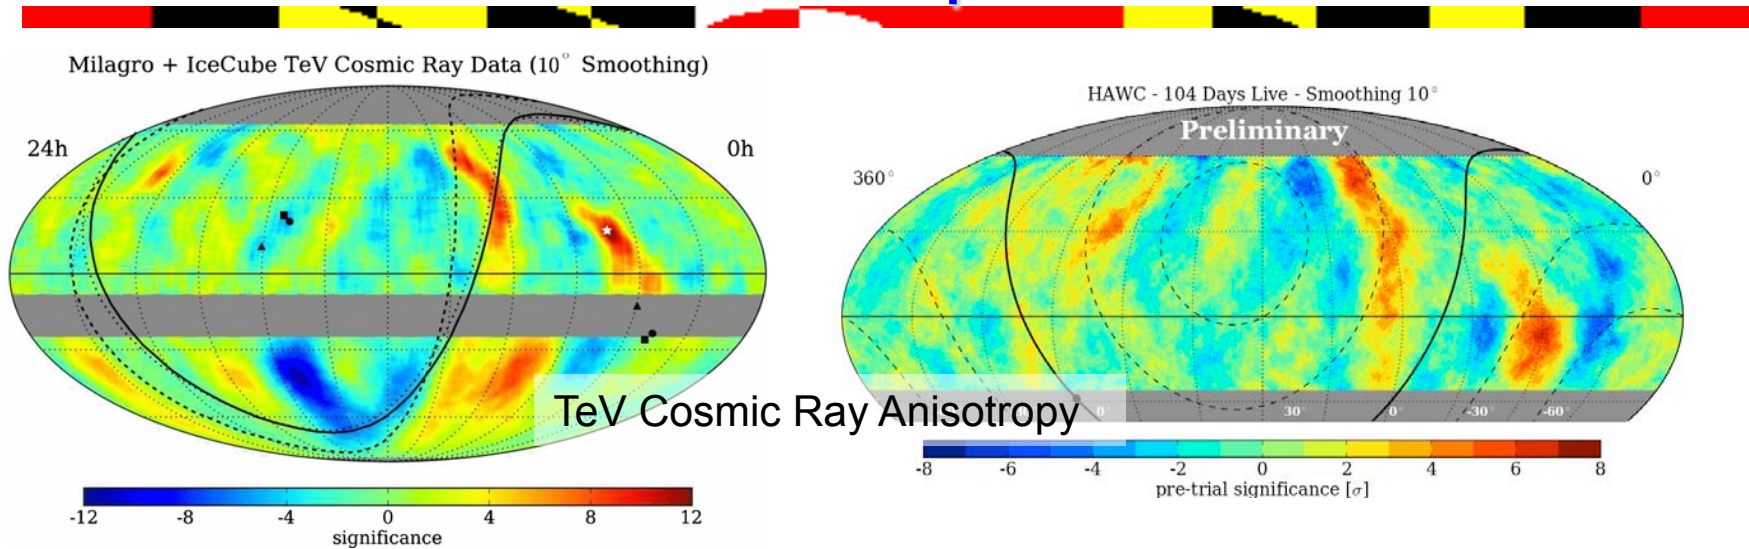 Milagro + IceCube TeV Cosmic Ray Data (10° Smoothing)
24h
0h
-12 -8 -4 0 4 8 12
significance
HAWC - 104 Days Live - Smoothing 10°
Preliminary
360°
0°
0° 30° 0° -30° -60°
-8 -6 -4 -2 0 2 4 6 8
pre-trial significance [σ]
TeV Cosmic Ray Anisotropy